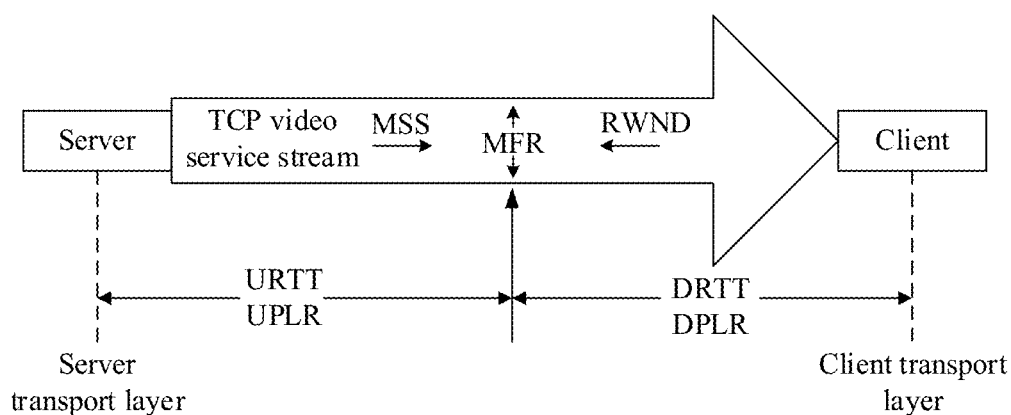 Server
TCP video
service stream
MSS
MFR
RWND
Client
URTT
UPLR
DRTT
DPLR
Server
transport layer
Client transport
layer